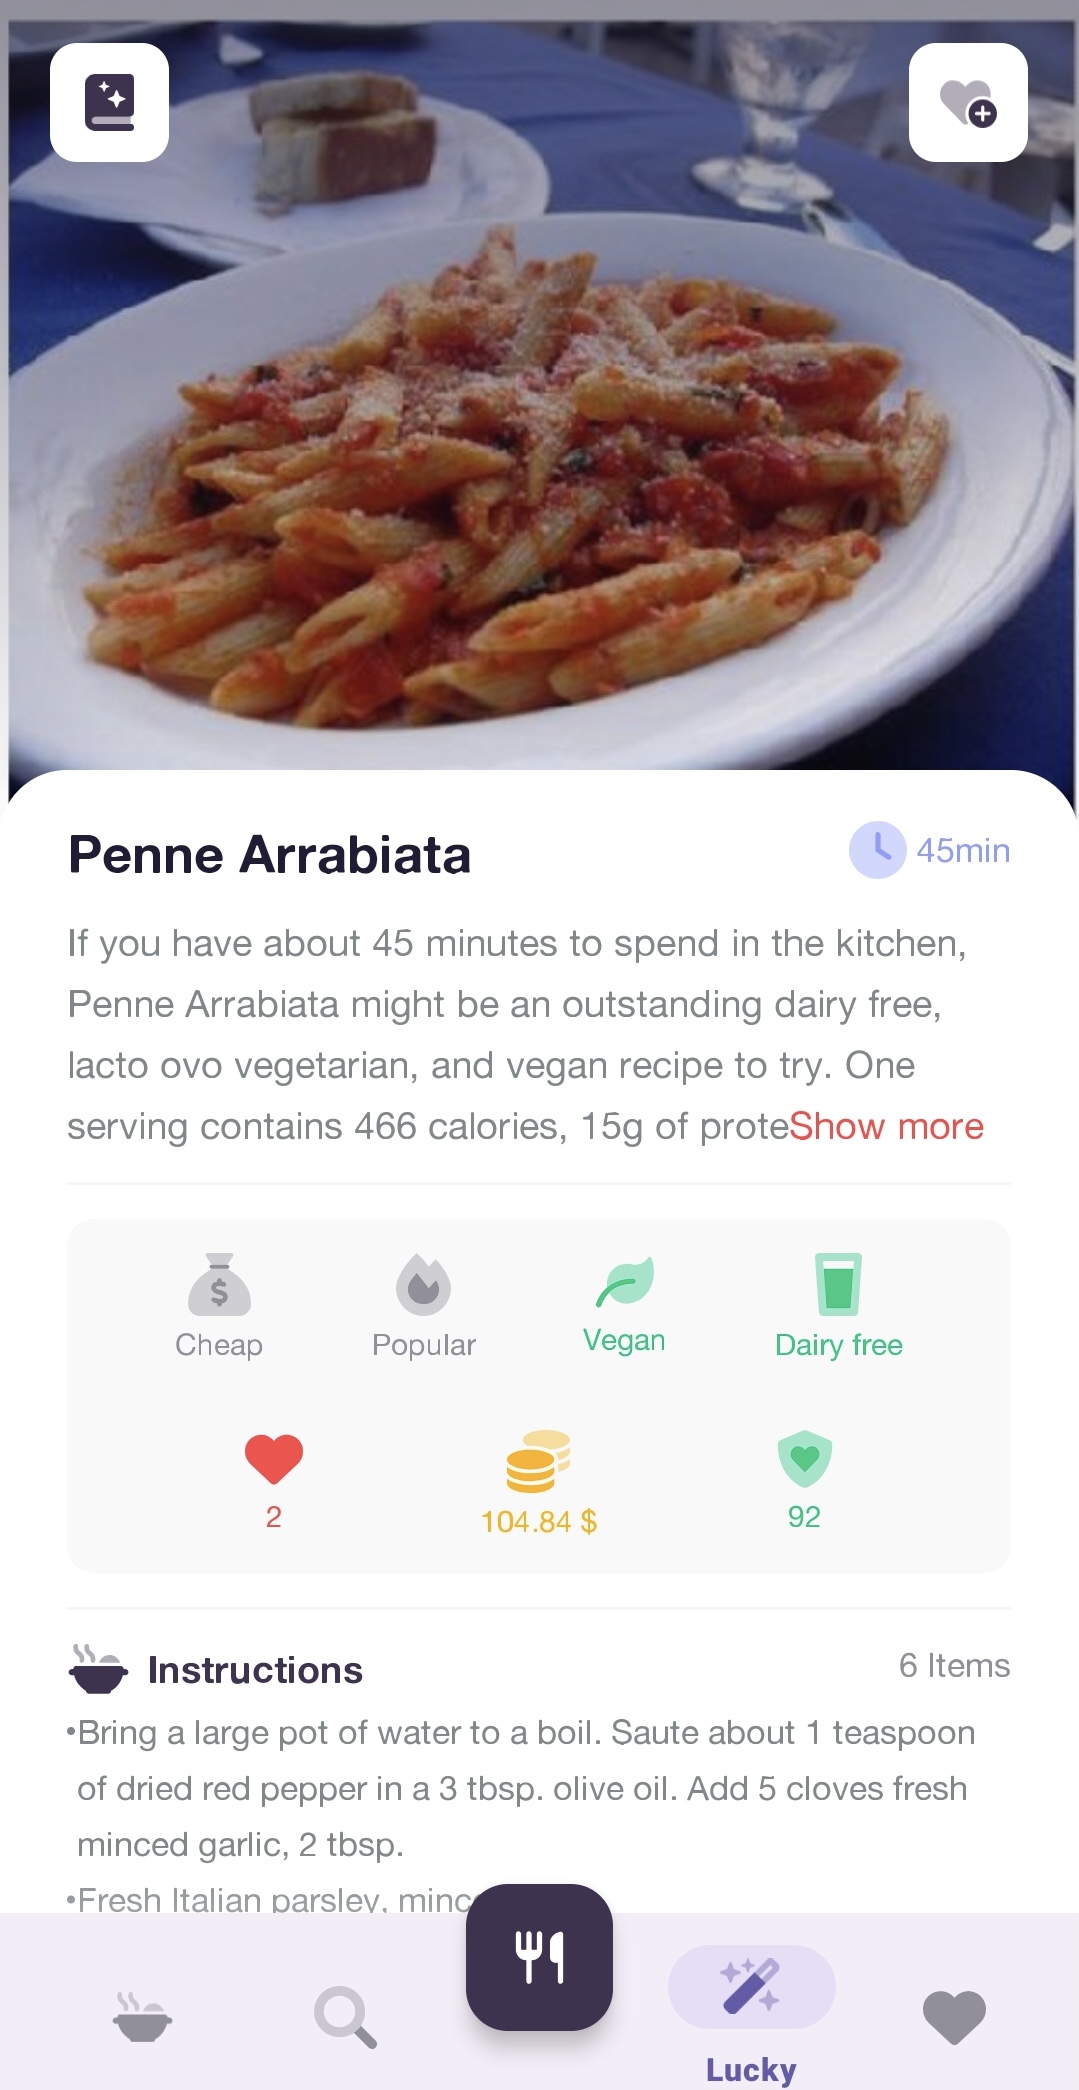 Penne Arrabiata
45min
If you have about 45 minutes to spend in the kitchen,
Penne Arrabiata might be an outstanding dairy free,
lacto ovo vegetarian, and vegan recipe to try. One
serving contains 466 calories, 15g of proteShow more
Cheap
Popular
Vegan
Dairy free
2
104.84 $
92
Instructions
6 Items
•Bring a large pot of water to a boil. Saute about 1 teaspoon
of dried red pepper in a 3 tbsp. olive oil. Add 5 cloves fresh
minced garlic, 2 tbsp.
•Fresh Italian parsley, minc
Lucky